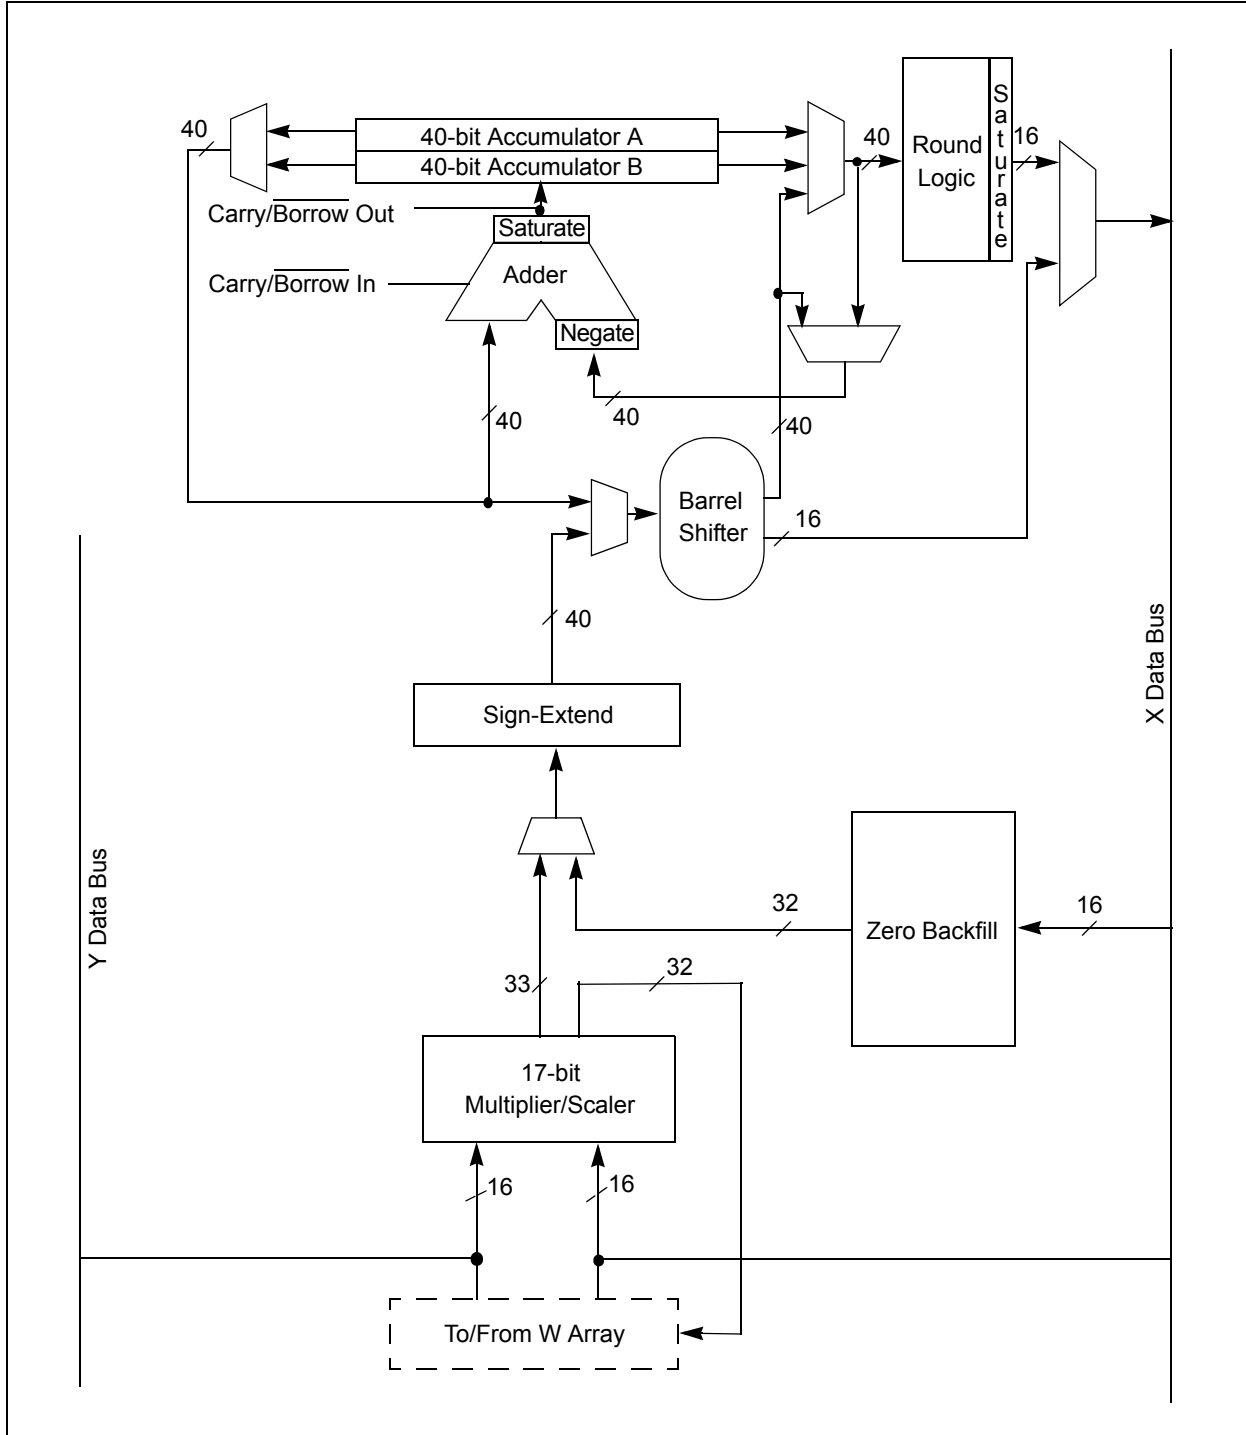 40
40-bit Accumulator A
40-bit Accumulator B
40
Round
Logic
Saturate
16
Carry/Borrow Out
Saturate
Carry/Borrow In
Adder
Negate
40
40
40
Barrel
Shifter
16
40
X Data Bus
Sign-Extend
Y Data Bus
32
Zero Backfill
16
33
32
17-bit
Multiplier/Scaler
16
16
To/From W Array